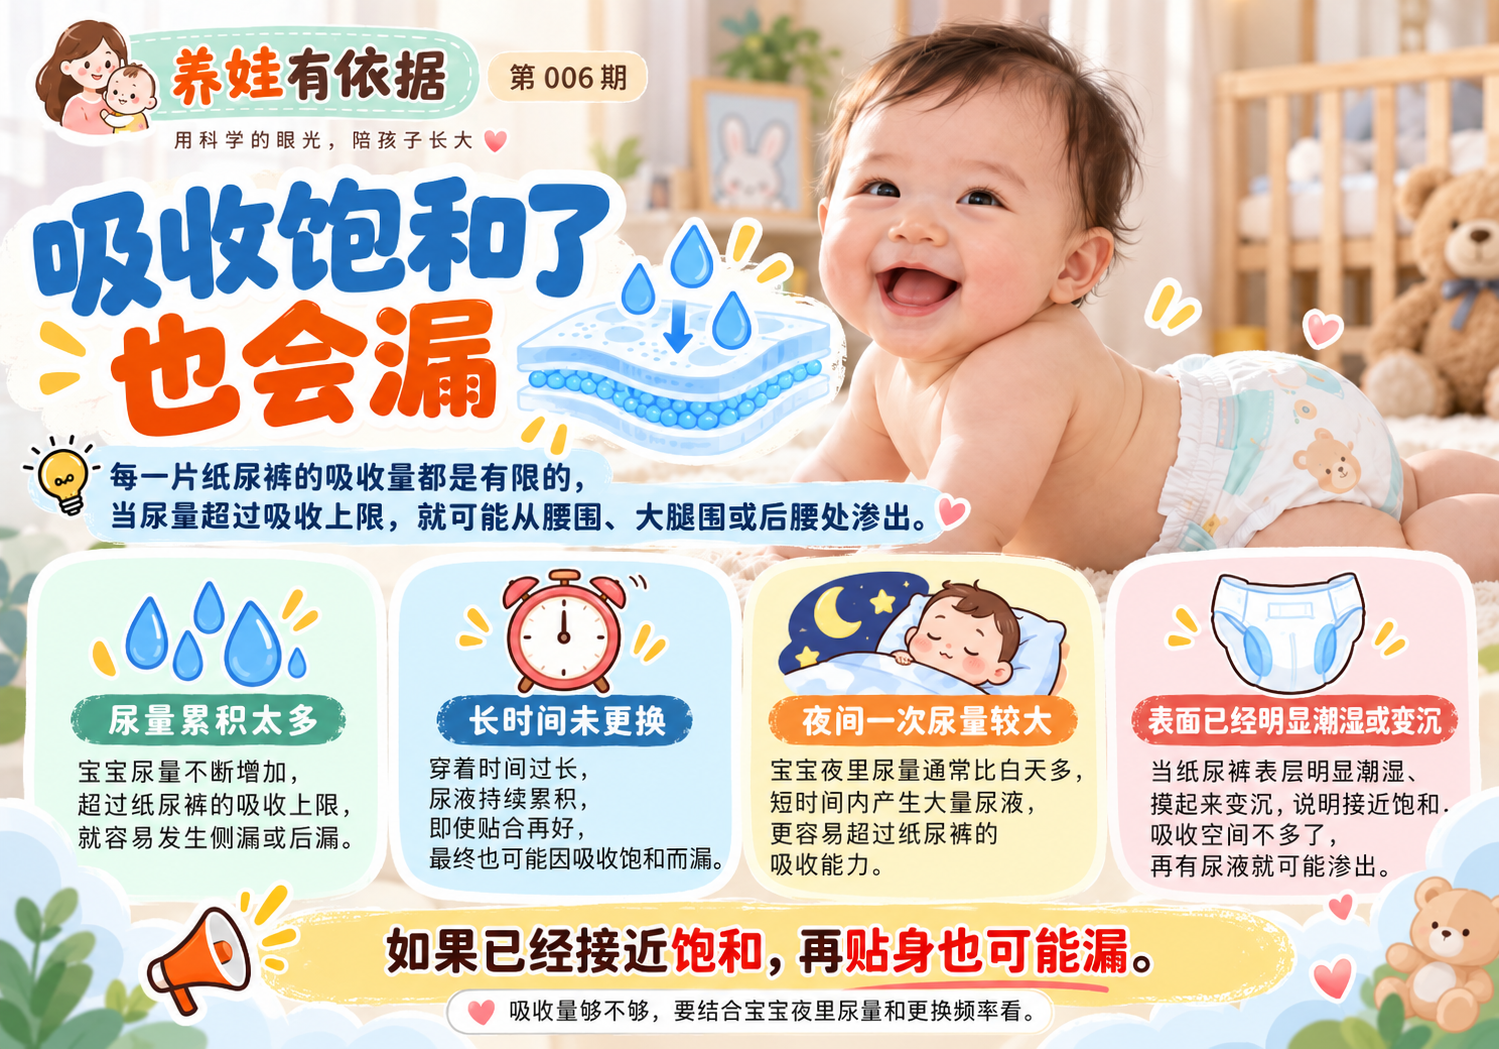 养娃有依据
第 006 期
用科学的眼光，陪孩子长大
吸收饱和了
也会漏
每一片纸尿裤的吸收量都是有限的，
当尿量超过吸收上限，就可能从腰围、大腿围或后腰处渗出。
尿量累积太多
宝宝尿量不断增加，
超过纸尿裤的吸收上限，
就容易发生侧漏或后漏。
长时间未更换
穿着时间过长，
尿液持续累积，
即使贴合再好，
最终也可能因吸收饱和而漏。
夜间一次尿量较大
宝宝夜里尿量通常比白天多，
短时间内产生大量尿液，
更容易超过纸尿裤的
吸收能力。
表面已经明显潮湿或变沉
当纸尿裤表层明显潮湿、
摸起来变沉，说明接近饱和.
吸收空间不多了，
再有尿液就可能渗出。
如果已经接近饱和，再贴身也可能漏。
吸收量够不够，要结合宝宝夜里尿量和更换频率看。